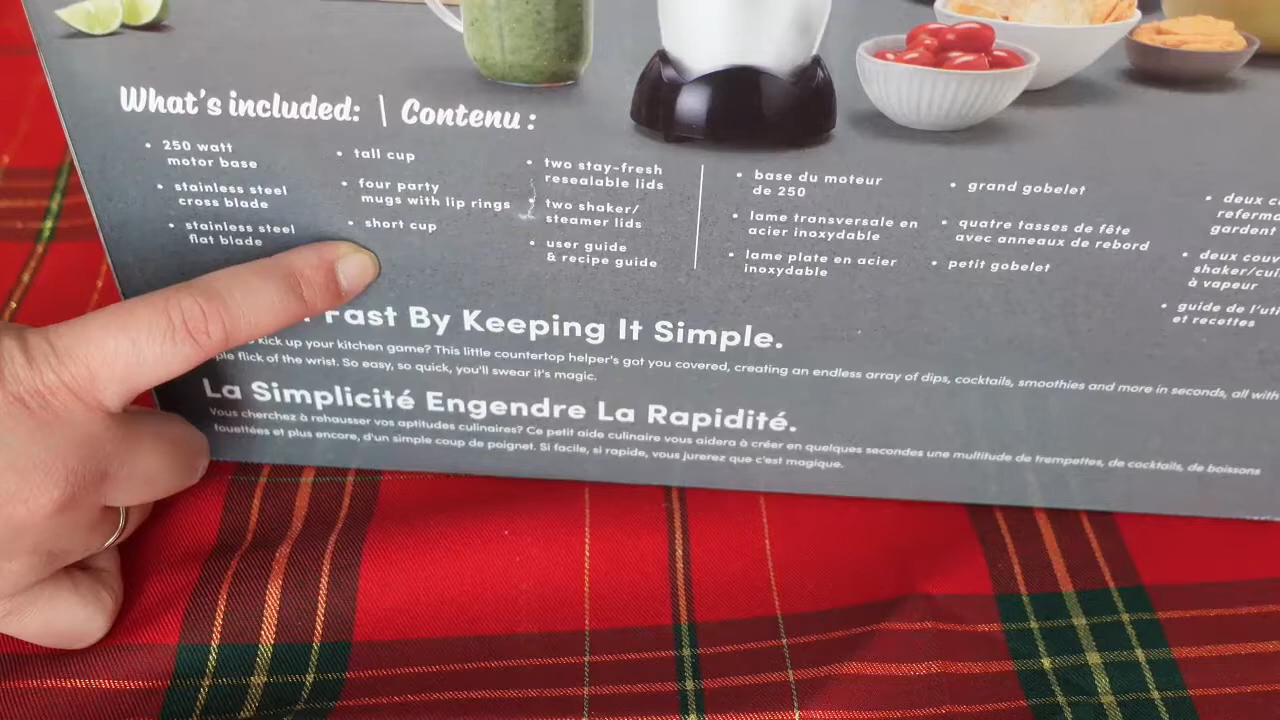 What's included: | Contenu :
• 250 watt
motor base
• stainless steel
cross blade
• stainless steel
flat blade
• tall cup
• four party
mugs with lip rings
• short cup
• two stay-fresh
resealable lids
• two shaker/
steamer lids
• user guide
& recipe guide
• base du moteur
de 250
• lame transversale en
acier inoxydable
• lame plate en acier
inoxydable
• grand gobelet
• quatre tasses de fête
avec anneaux de rebord
• petit gobelet
• deux
gardent
• deux
à vapeur
• guide de
et recettes
Fast By Keeping It Simple.
kick up your kitchen game? This little countertop helper's got you covered, creating an endless array of dips, cocktails, smoothies and more in seconds, all with
flick of the wrist. So easy, so quick, you'll swear it's magic.
La Simplicité Engendre La Rapidité.
Vous cherchez à rehausser vos aptitudes culinaires? Ce petit aide culinaire vous aidera à créer en quelques secondes une multitude de trempettes, de cocktails, de boissons
fouettées et plus encore, d'un simple coup de poignet. Si facile, si rapide, vous jurerez que c'est magique.